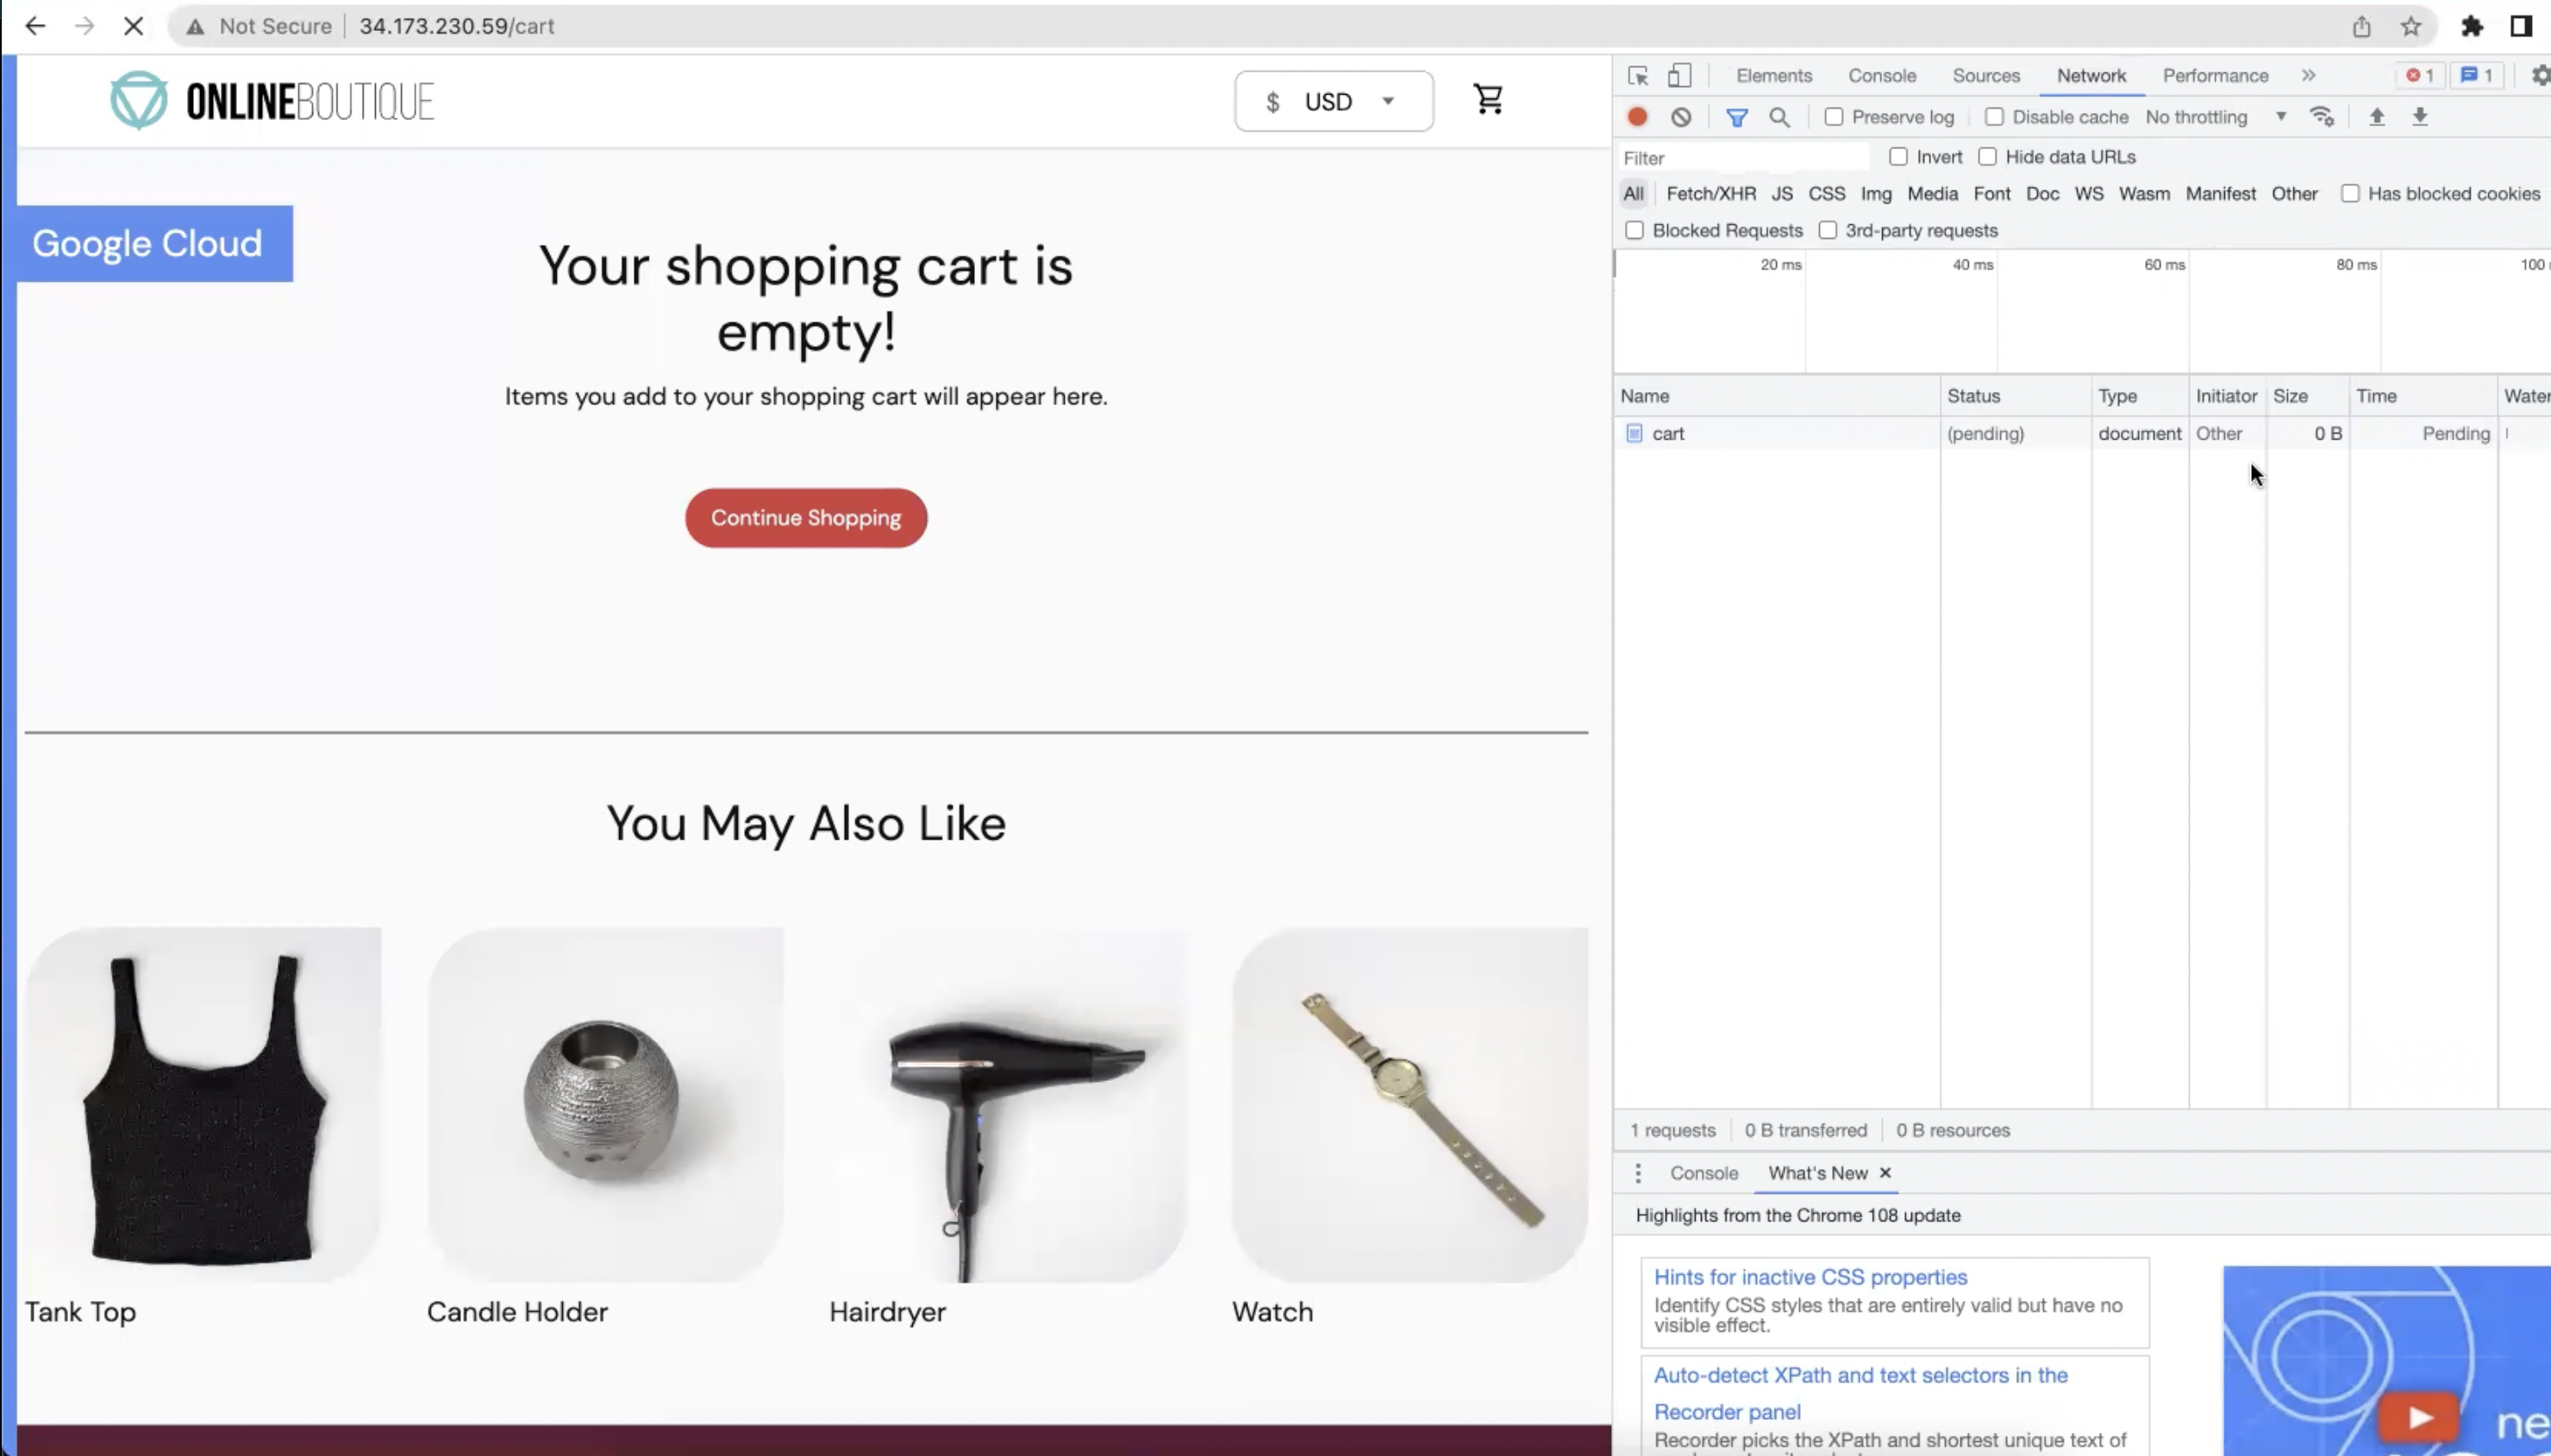 Not Secure 34.173.230.59/cart
ONLINEBOUTIQUE
$ USD
Google Cloud
Your shopping cart is
empty!
Items you add to your shopping cart will appear here.
Continue Shopping
You May Also Like
Tank Top Candle Holder Hairdryer Watch
Elements Console Sources Network Performance » 1 1
Preserve log Disable cache No throttling
Filter Invert Hide data URLs
All Fetch/XHR JS CSS Img Media Font Doc WS Wasm Manifest Other Has blocked cookies
Blocked Requests 3rd-party requests
20 ms 40 ms 60 ms 80 ms 100
Name Status Type Initiator Size Time Water
cart (pending) document Other 0 B Pending
1 requests 0 B transferred 0 B resources
Console What's New ×
Highlights from the Chrome 108 update
Hints for inactive CSS properties
Identify CSS styles that are entirely valid but have no
visible effect.
Auto-detect XPath and text selectors in the
Recorder panel
Recorder picks the XPath and shortest unique text of
ne